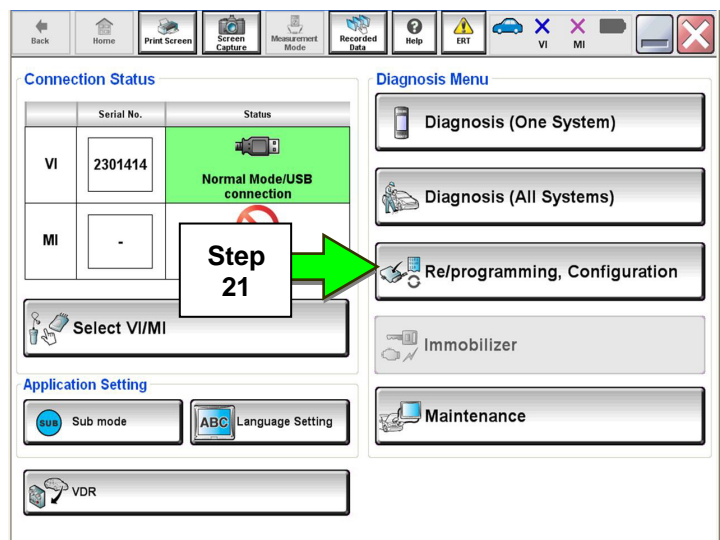 Back
Home
Print Screen
Screen
Capture
Measurement
Mode
Recorded
Data
Help
ERT
VI
MI
Connection Status
Serial No.
Status
VI
2301414
Normal Mode/USB
connection
MI
-
Step
21
Select VI/MI
Application Setting
SUB
Sub mode
ABC
Language Setting
VDR
Diagnosis Menu
Diagnosis (One System)
Diagnosis (All Systems)
Re/programming, Configuration
Immobilizer
Maintenance